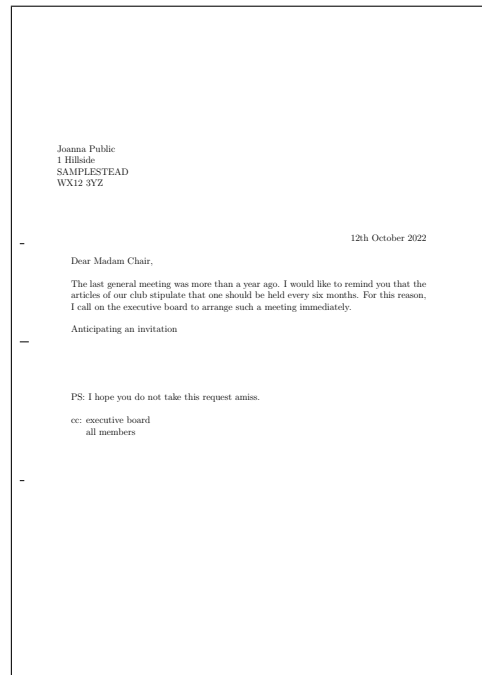 Joanna Public
1 Hillside
SAMPLESTEAD
WX12 3YZ
12th October 2022
Dear Madam Chair,
The last general meeting was more than a year ago. I would like to remind you that the
articles of our club stipulate that one should be held every six months. For this reason,
I call on the executive board to arrange such a meeting immediately.
Anticipating an invitation
PS: I hope you do not take this request amiss.
cc: executive board
all members